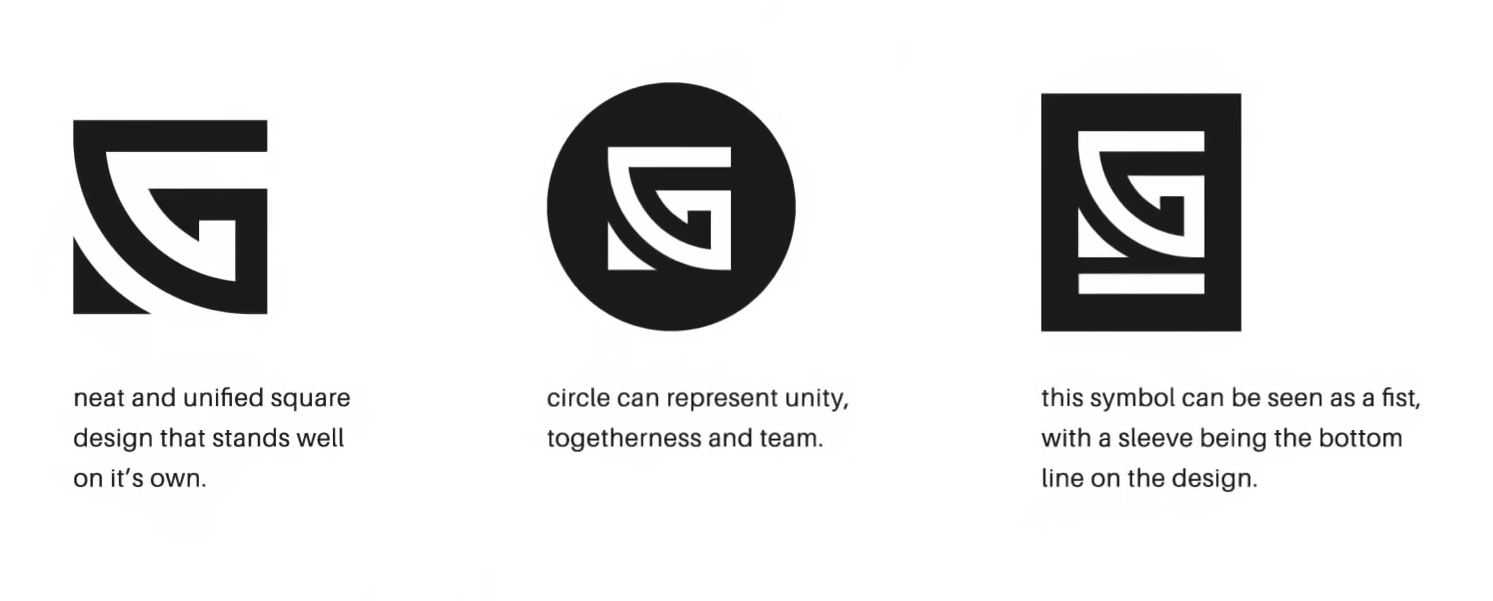 neat and unified square
design that stands well
on it’s own.
circle can represent unity,
togetherness and team.
this symbol can be seen as a fist,
with a sleeve being the bottom
line on the design.